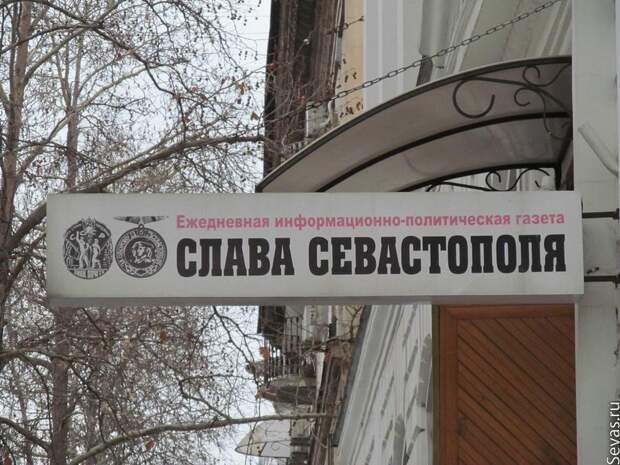 Ежедневная информационно-политическая газета
СЛАВА СЕВАСТОПОЛЯ
Sevas.ru